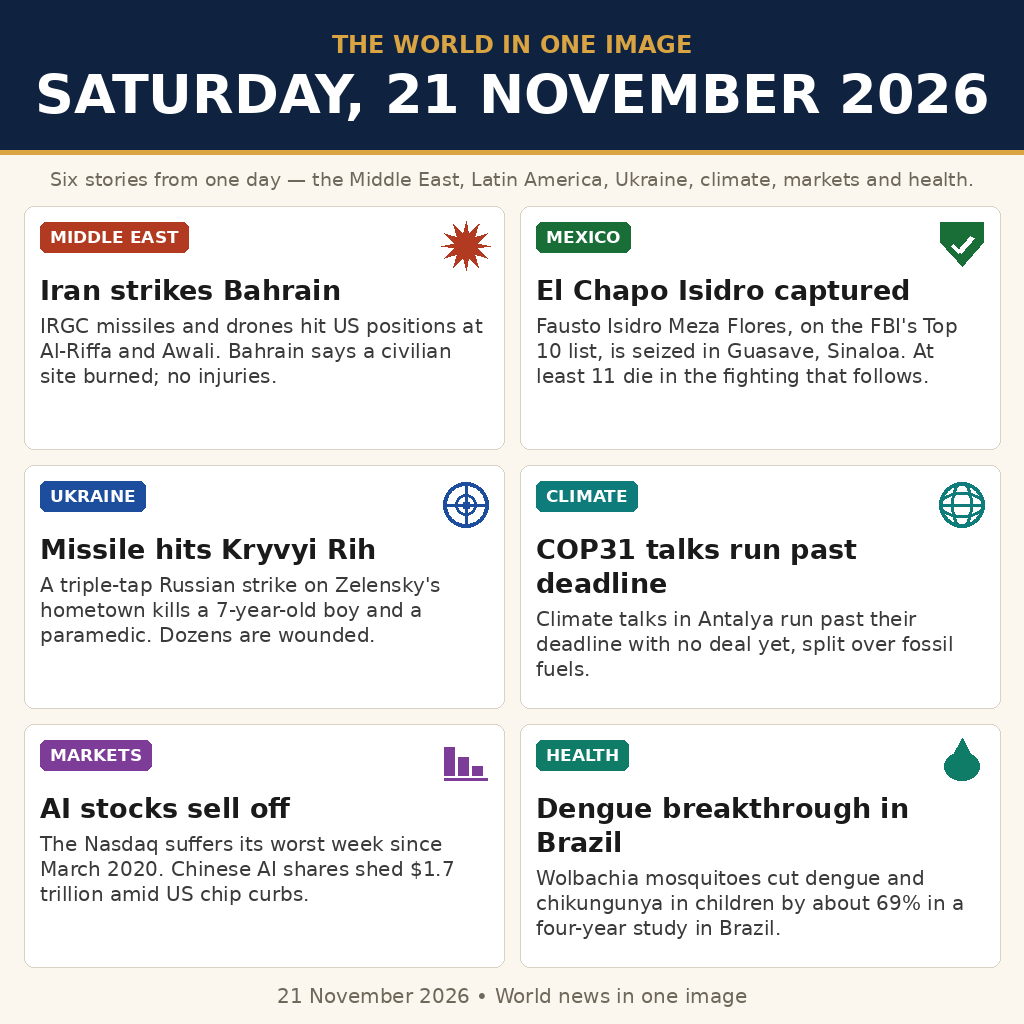 THE WORLD IN ONE IMAGE
SATURDAY, 21 NOVEMBER 2026
Six stories from one day — the Middle East, Latin America, Ukraine, climate, markets and health.
MIDDLE EAST
Iran strikes Bahrain
IRGC missiles and drones hit US positions at
Al-Riffa and Awali. Bahrain says a civilian
site burned; no injuries.
MEXICO
El Chapo Isidro captured
Fausto Isidro Meza Flores, on the FBI's Top
10 list, is seized in Guasave, Sinaloa. At
least 11 die in the fighting that follows.
UKRAINE
Missile hits Kryvyi Rih
A triple-tap Russian strike on Zelensky's
hometown kills a 7-year-old boy and a
paramedic. Dozens are wounded.
CLIMATE
COP31 talks run past
deadline
Climate talks in Antalya run past their
deadline with no deal yet, split over fossil
fuels.
MARKETS
AI stocks sell off
The Nasdaq suffers its worst week since
March 2020. Chinese AI shares shed $1.7
trillion amid US chip curbs.
HEALTH
Dengue breakthrough in
Brazil
Wolbachia mosquitoes cut dengue and
chikungunya in children by about 69% in a
four-year study in Brazil.
21 November 2026 • World news in one image